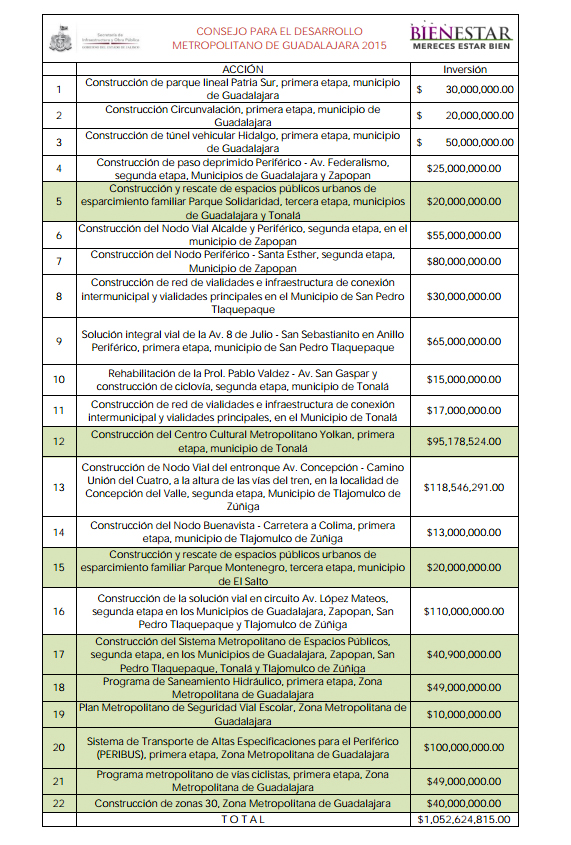 Secretaría de
Infraestructura y Obra Pública
CONSEJO PARA EL DESARROLLO
METROPOLITANO DE GUADALAJARA 2015
BIENESTAR
MERECES ESTAR BIEN
ACCIÓN Inversión
1 Construcción de parque lineal Patria Sur, primera etapa, municipio
de Guadalajara $ 30,000,000.00
2 Construcción Circunvalación, primera etapa, municipio de
Guadalajara $ 20,000,000.00
3 Construcción de túnel vehicular Hidalgo, primera etapa, municipio
de Guadalajara $ 50,000,000.00
4 Construcción de paso deprimido Periférico - Av. Federalismo,
segunda etapa, Municipios de Guadalajara y Zapopan $25,000,000.00
5 Construcción y rescate de espacios públicos urbanos de
esparcimiento familiar Parque Solidaridad, tercera etapa, municipios
de Guadalajara y Tonalá $20,000,000.00
6 Construcción del Nodo Vial Alcalde y Periférico, segunda etapa, en el
municipio de Zapopan $55,000,000.00
7 Construcción del Nodo Periférico - Santa Esther, segunda etapa,
Municipio de Zapopan $80,000,000.00
8 Construcción de red de vialidades e infraestructura de conexión
intermunicipal y vialidades principales en el Municipio de San Pedro
Tlaquepaque $30,000,000.00
9 Solución integral vial de la Av. 8 de Julio - San Sebastianito en Anillo
Periférico, primera etapa, municipio de San Pedro Tlaquepaque $65,000,000.00
10 Rehabilitación de la Prol. Pablo Valdez - Av. San Gaspar y
construcción de ciclovía, segunda etapa, municipio de Tonalá $15,000,000.00
11 Construcción de red de vialidades e infraestructura de conexión
intermunicipal y vialidades principales, en el Municipio de Tonalá $17,000,000.00
12 Construcción del Centro Cultural Metropolitano Yolkan, primera
etapa, municipio de Tonalá $95,178,524.00
13 Construcción de Nodo Vial del entronque Av. Concepción - Camino
Unión del Cuatro, a la altura de las vías del tren, en la localidad de
Concepción del Valle, segunda etapa, Municipio de Tlajomulco de
Zúñiga $118,546,291.00
14 Construcción del Nodo Buenavista - Carretera a Colima, primera
etapa, municipio de Tlajomulco de Zúñiga $13,000,000.00
15 Construcción y rescate de espacios públicos urbanos de
esparcimiento familiar Parque Montenegro, tercera etapa, municipio
de El Salto $20,000,000.00
16 Construcción de la solución vial en circuito Av. López Mateos,
segunda etapa en los Municipios de Guadalajara, Zapopan, San
Pedro Tlaquepaque y Tlajomulco de Zúñiga $110,000,000.00
17 Construcción del Sistema Metropolitano de Espacios Públicos,
segunda etapa, en los Municipios de Guadalajara, Zapopan, San
Pedro Tlaquepaque, Tonalá y Tlajomulco de Zúñiga $40,900,000.00
18 Programa de Saneamiento Hidráulico, primera etapa, Zona
Metropolitana de Guadalajara $49,000,000.00
19 Plan Metropolitano de Seguridad Vial Escolar, Zona Metropolitana de
Guadalajara $10,000,000.00
20 Sistema de Transporte de Altas Especificaciones para el Periférico
(PERIBUS), primera etapa, Zona Metropolitana de Guadalajara $100,000,000.00
21 Programa metropolitano de vías ciclistas, primera etapa, Zona
Metropolitana de Guadalajara $49,000,000.00
22 Construcción de zonas 30, Zona Metropolitana de Guadalajara $40,000,000.00
T O T A L $1,052,624,815.00